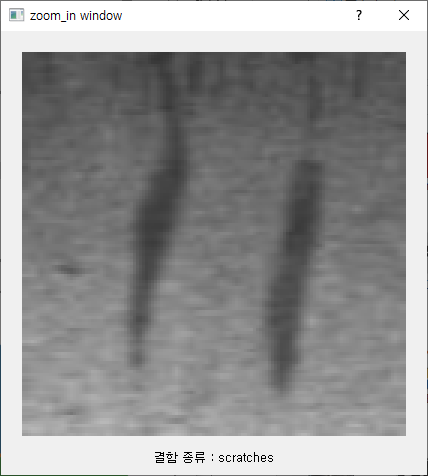 zoom_in window
결함 종류 : scratches